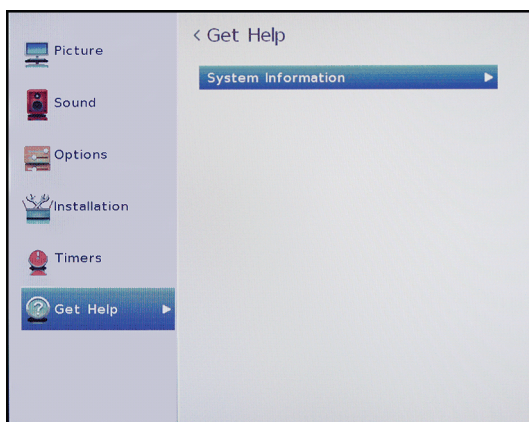 Picture
Sound
Options
Installation
Timers
Get Help
< Get Help
System Information